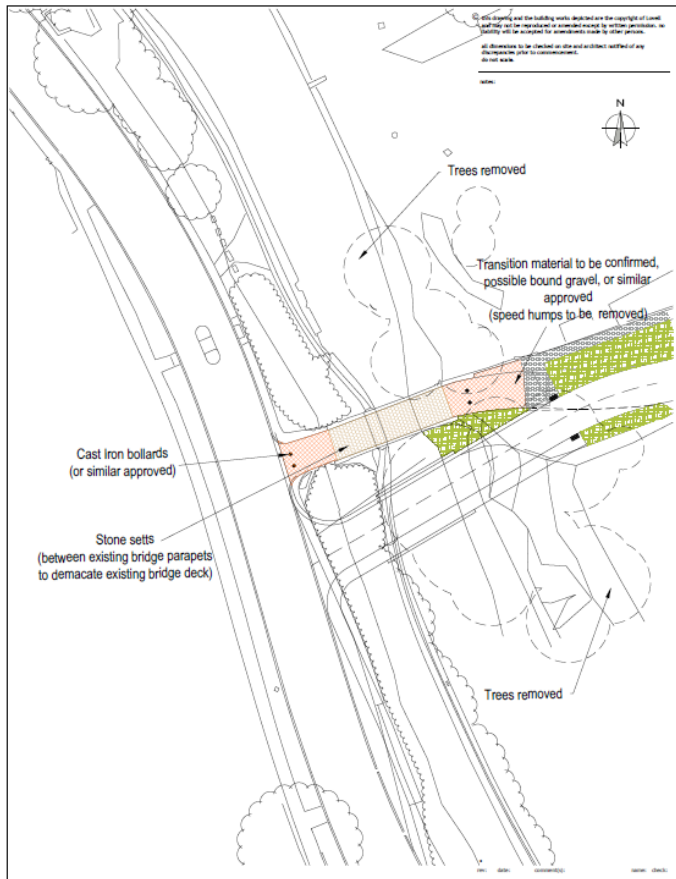 © this drawing and the building works depicted are the copyright of Lovell
and may not be reproduced or amended except by written permission. no
liability will be accepted for amendments made by other persons.
all dimensions to be checked on site and architect notified of any
discrepancies prior to commencement.
do not scale.
notes:
N
Trees removed
Transition material to be confirmed,
possible bound gravel, or similar
approved
(speed humps to be removed)
Cast Iron bollards
(or similar approved)
Stone setts
(between existing bridge parapets
to demacate existing bridge deck)
Trees removed
rev: date: comment(s): name: check: